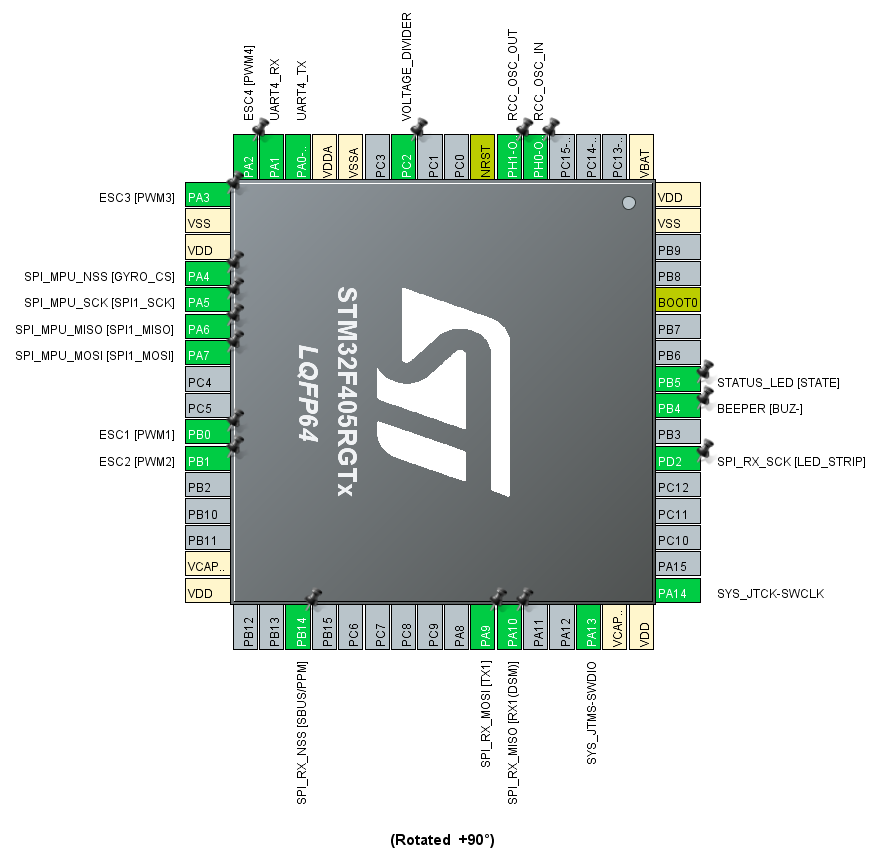 ESC4 [PWM4]
UART4_RX
UART4_TX
VOLTAGE_DIVIDER
RCC_OSC_OUT
RCC_OSC_IN
PA2
PA1
PA0-..
VDDA
VSSA
PC3
PC2
PC1
PC0
NRST
PH1-O..
PH0-O..
PC15-..
PC14-..
PC13-..
VBAT
ESC3 [PWM3] PA3
VSS
VDD
SPI_MPU_NSS [GYRO_CS] PA4
SPI_MPU_SCK [SPI1_SCK] PA5
SPI_MPU_MISO [SPI1_MISO] PA6
SPI_MPU_MOSI [SPI1_MOSI] PA7
PC4
PC5
ESC1 [PWM1] PB0
ESC2 [PWM2] PB1
PB2
PB10
PB11
VCAP..
VDD
STM32F405RGTx
LQFP64
VDD
VSS
PB9
PB8
BOOT0
PB7
PB6
PB5 STATUS_LED [STATE]
PB4 BEEPER [BUZ-]
PB3
PD2 SPI_RX_SCK [LED_STRIP]
PC12
PC11
PC10
PA15
PA14 SYS_JTCK-SWCLK
PB12
PB13
PB14
PB15
PC6
PC7
PC8
PC9
PA8
PA9
PA10
PA11
PA12
PA13
VCAP..
VDD
SPI_RX_NSS [SBUS/PPM]
SPI_RX_MOSI [TX1]
SPI_RX_MISO [RX1(DSM)]
SYS_JTMS-SWDIO
(Rotated +90°)